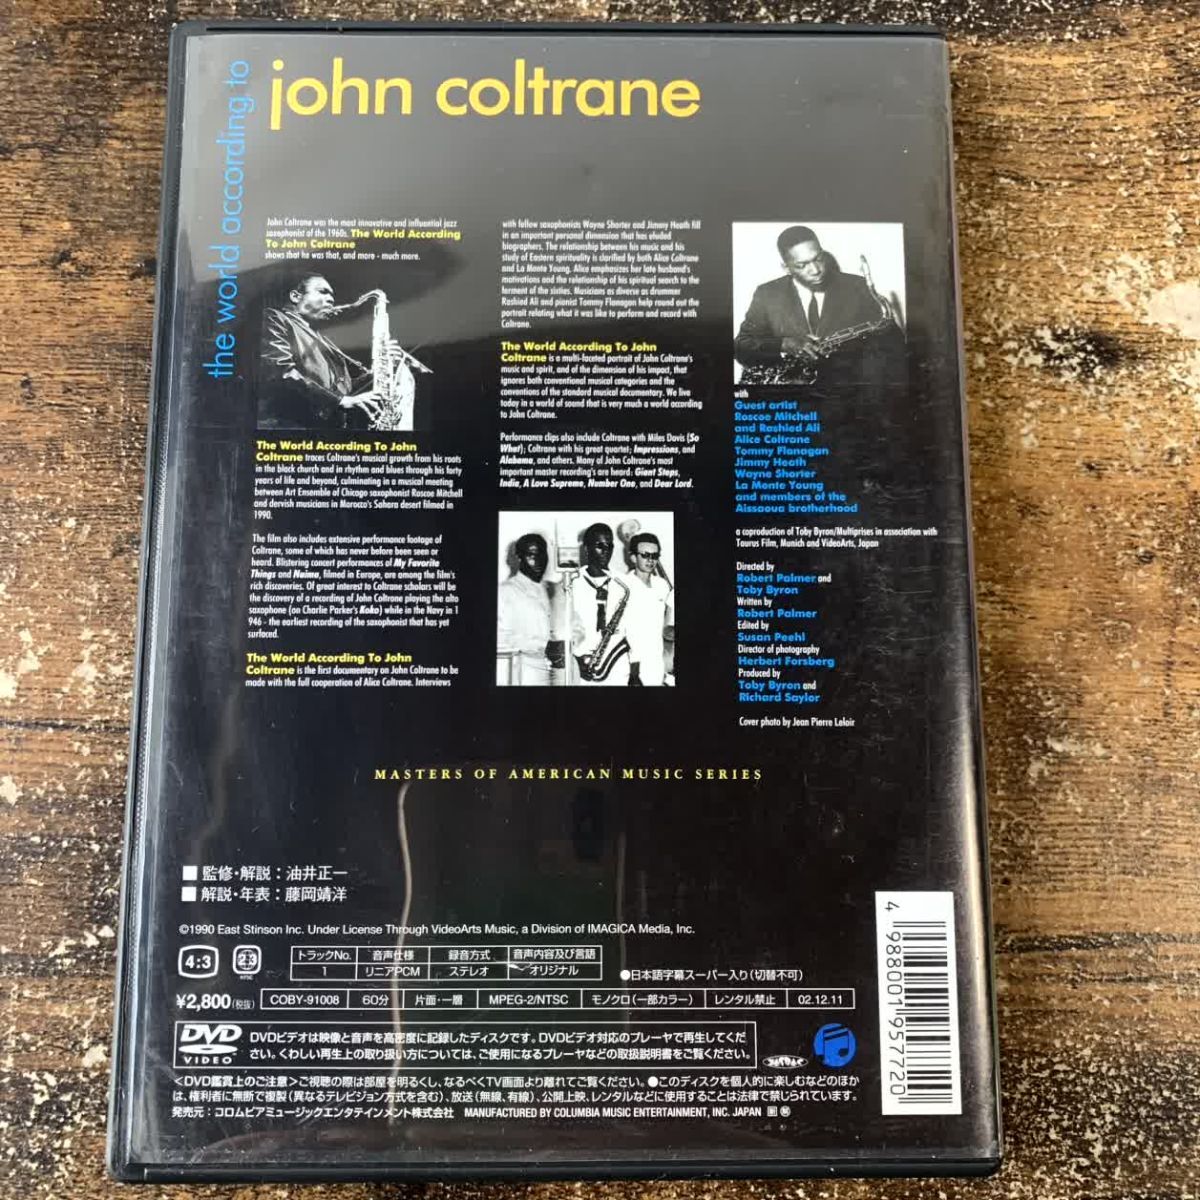 the world according to
john coltrane
John Coltrane was the most innovative and influential jazz
saxophonist of the 1960s. The World According
To John Coltrane
shows that he was that, and more - much more.
The World According To John
Coltrane traces Coltrane's musical growth from his roots
in the black church and in rhythm and blues through his forty
years of life and beyond, culminating in a musical meeting
between Art Ensemble of Chicago saxophonist Roscoe Mitchell
and dervish musicians in Morocco's Sahara desert filmed in
1990.
The film also includes extensive performance footage of
Coltrane, some of which has never before been seen or
heard. Blistering concert performances of My Favorite
Things and Naima, filmed in Europe, are among the film's
rich discoveries. Of great interest to Coltrane scholars will be
the discovery of a recording of John Coltrane playing the alto
saxophone (on Charlie Parker's Koko) while in the Navy in 1
946 - the earliest recording of the saxophonist that has yet
surfaced.
The World According To John
Coltrane is the first documentary on John Coltrane to be
made with the full cooperation of Alice Coltrane. Interviews
with fellow saxophonists Wayne Shorter and Jimmy Heath fill
in an important personal dimension that has eluded
biographers. The relationship between his music and his
study of Eastern spirituality is clarified by both Alice Coltrane
and La Monte Young. Alice emphasizes her late husband's
motivations and the relationship of his spiritual search to the
ferment of the sixties. Musicians as diverse as drummer
Rashied Ali and pianist Tommy Flanagan help round out the
portrait relating what it was like to perform and record with
Coltrane.
The World According To John
Coltrane is a multi-faceted portrait of John Coltrane's
music and spirit, and of the dimension of his impact, that
ignores both conventional musical categories and the
conventions of the standard musical documentary. We live
today in a world of sound that is very much a world according
to John Coltrane.
Performance clips also include Coltrane with Miles Davis (So
What); Coltrane with his great quartet; Impressions, and
Alabama, and others. Many of John Coltrane's most
important master recording's are heard: Giant Steps,
India, A Love Supreme, Number One, and Dear Lord.
with
Guest artist
Roscoe Mitchell
and Rashied Ali
Alice Coltrane
Tommy Flanagan
Jimmy Heath
Wayne Shorter
La Monte Young
and members of the
Aissaoua brotherhood
a coproduction of Toby Byron/Multiprises in association with
Taurus Film, Munich and VideoArts, Japan
Directed by
Robert Palmer and
Toby Byron
Written by
Robert Palmer
Edited by
Susan Peehl
Director of photography
Herbert Forsberg
Produced by
Toby Byron and
Richard Saylor
Cover photo by Jean Pierre Leloir
MASTERS OF AMERICAN MUSIC SERIES
■ 監修・解説：油井正一
■ 解説・年表：藤岡靖洋
©1990 East Stinson Inc. Under License Through VideoArts Music, a Division of IMAGICA Media, Inc.
4:3
2 3
NTSC
トラックNo. 音声仕様 録音方式 音声内容及び言語
1 リニアPCM ステレオ オリジナル
●日本語字幕スーパー入り(切替不可)
¥2,800(税抜) COBY-91008 60分 片面・一層 MPEG-2/NTSC モノクロ(一部カラー) レンタル禁止 02.12.11
DVD VIDEO
DVDビデオは映像と音声を高密度に記録したディスクです。DVDビデオ対応のプレーヤで再生してくだ
さい。くわしい再生上の取り扱い方については、ご使用になるプレーヤなどの取扱説明書をご覧ください。
<DVD鑑賞上のご注意>ご視聴の際は部屋を明るくし、なるべくTV画面より離れてご覧ください。●このディスクを個人的に楽しむなどのほか
は、権利者に無断で複製(異なるテレビジョン方式を含む)、放送(無線、有線)、公開上映、レンタルなどに使用することは法律で禁じられています。
発売元：コロムビアミュージックエンタテインメント株式会社 MANUFACTURED BY COLUMBIA MUSIC ENTERTAINMENT, INC. JAPAN
4 988001 957720